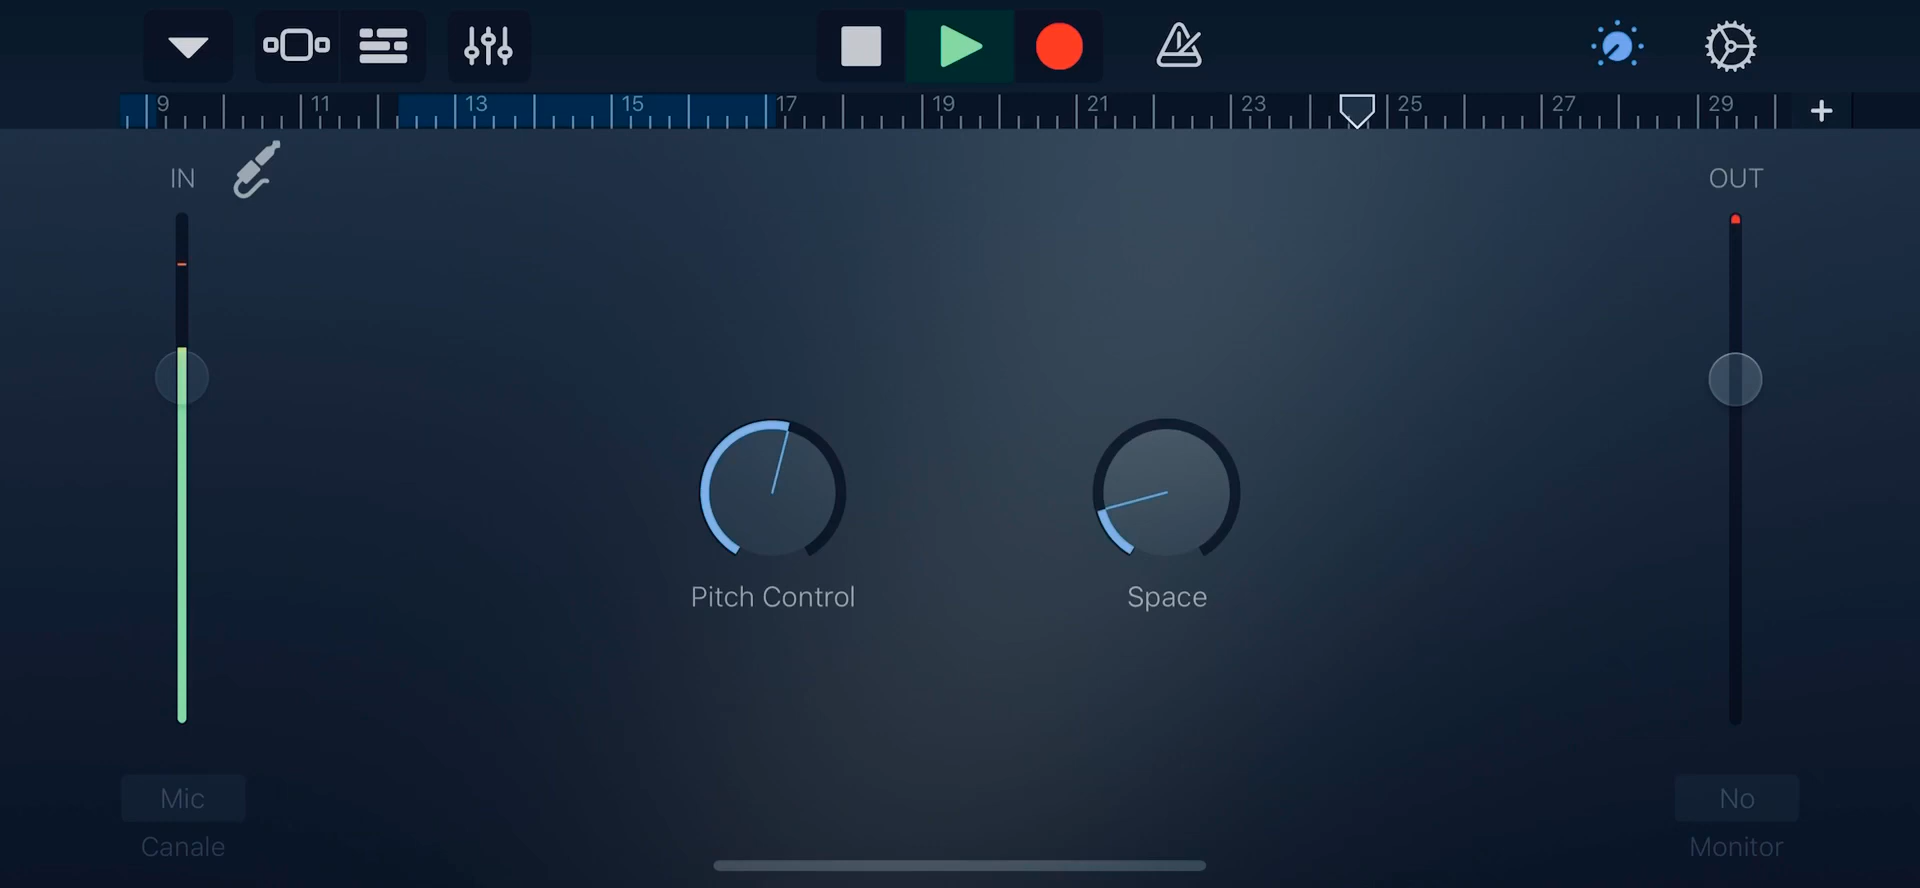 9 11 13 15 17 19 21 23 25 27 29 +
IN
OUT
Pitch Control
Space
Mic
No
Canale
Monitor